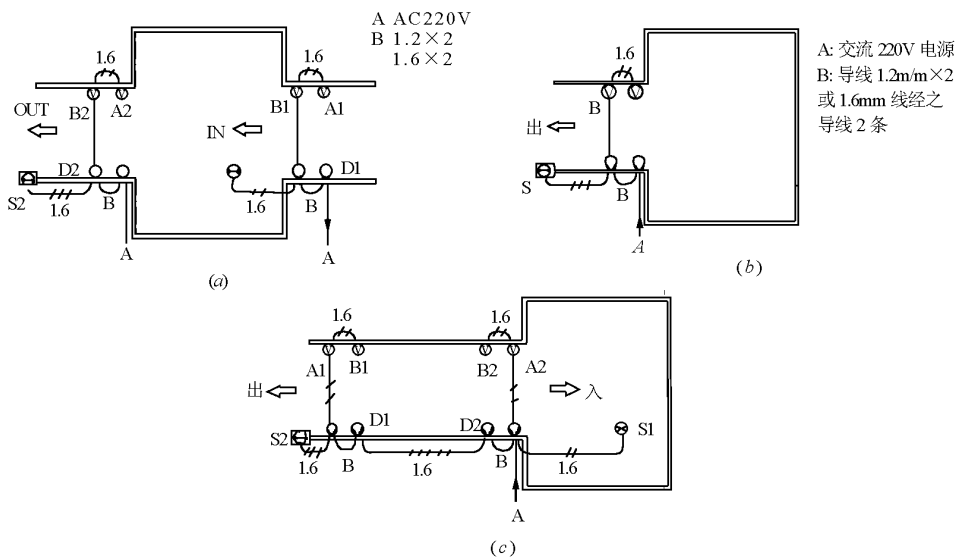 A AC220V
B 1.2×2
1.6×2
1.6
1.6
B2 A2
B1 A1
OUT
IN
D2
D1
S2
1.6
B
1.6
B
A
A
(a)
1.6
B
出
S
B
A
(b)
A: 交流 220V 电源
B: 导线 1.2m/m×2
或 1.6mm 线经之
导线 2 条
1.6
1.6
A1 B1
B2 A2
出
入
D1
D2
S1
S2
1.6
B
1.6
B
1.6
A
(c)